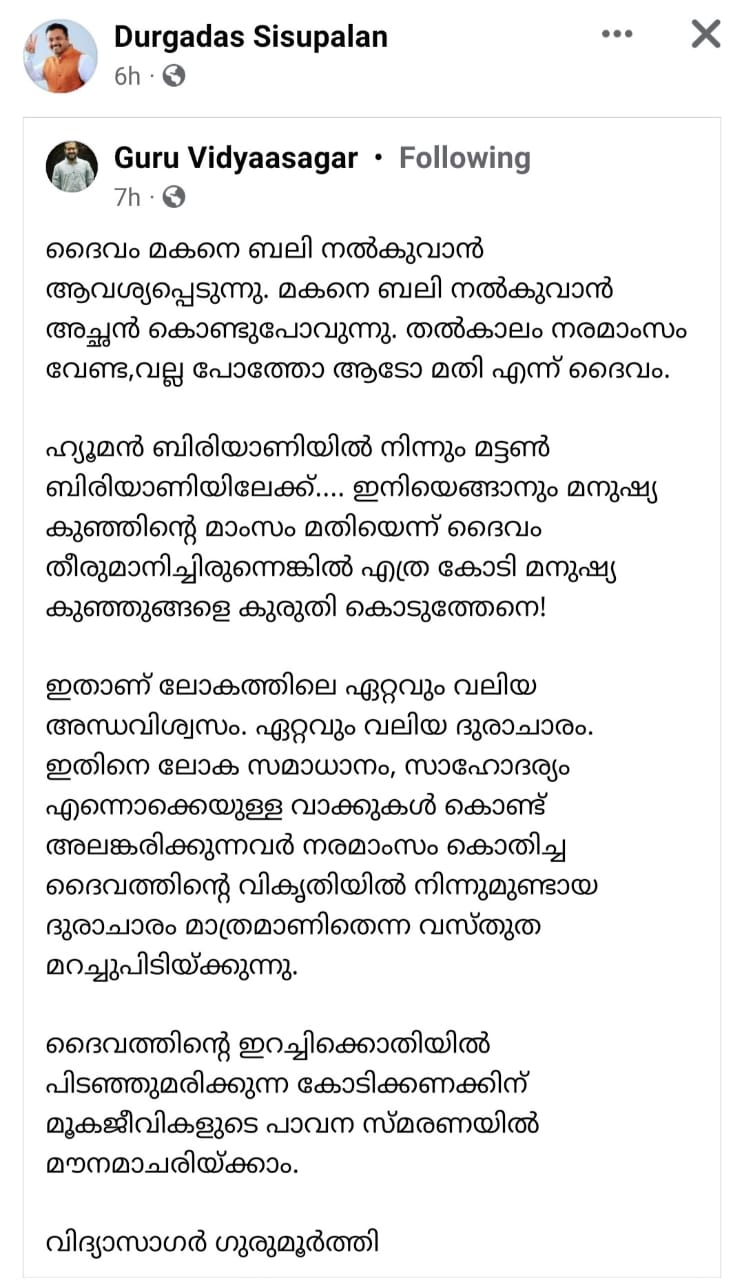 Durgadas Sisupalan
6h ·
Guru Vidyaasagar • Following
7h ·
ദൈവം മകനെ ബലി നൽകുവാൻ
ആവശ്യപ്പെടുന്നു. മകനെ ബലി നൽകുവാൻ
അച്ഛൻ കൊണ്ടുപോവുന്നു. തൽകാലം നരമാംസം
വേണ്ട,വല്ല പോത്തോ ആടോ മതി എന്ന് ദൈവം.
ഹ്യൂമൻ ബിരിയാണിയിൽ നിന്നും മട്ടൺ
ബിരിയാണിയിലേക്ക്.... ഇനിയെങ്ങാനും മനുഷ്യ
കുഞ്ഞിന്റെ മാംസം മതിയെന്ന് ദൈവം
തീരുമാനിച്ചിരുന്നെങ്കിൽ എത്ര കോടി മനുഷ്യ
കുഞ്ഞുങ്ങളെ കുരുതി കൊടുത്തേനെ!
ഇതാണ് ലോകത്തിലെ ഏറ്റവും വലിയ
അന്ധവിശ്വസം. ഏറ്റവും വലിയ ദുരാചാരം.
ഇതിനെ ലോക സമാധാനം, സാഹോദര്യം
എന്നൊക്കെയുള്ള വാക്കുകൾ കൊണ്ട്
അലങ്കരിക്കുന്നവർ നരമാംസം കൊതിച്ച
ദൈവത്തിന്റെ വികൃതിയിൽ നിന്നുമുണ്ടായ
ദുരാചാരം മാത്രമാണിതെന്ന വസ്തുത
മറച്ചുപിടിയ്ക്കുന്നു.
ദൈവത്തിന്റെ ഇറച്ചിക്കൊതിയിൽ
പിടഞ്ഞുമരിക്കുന്ന കോടിക്കണക്കിന്
മൂകജീവികളുടെ പാവന സ്മരണയിൽ
മൗനമാചരിയ്ക്കാം.
വിദ്യാസാഗർ ഗുരുമൂർത്തി